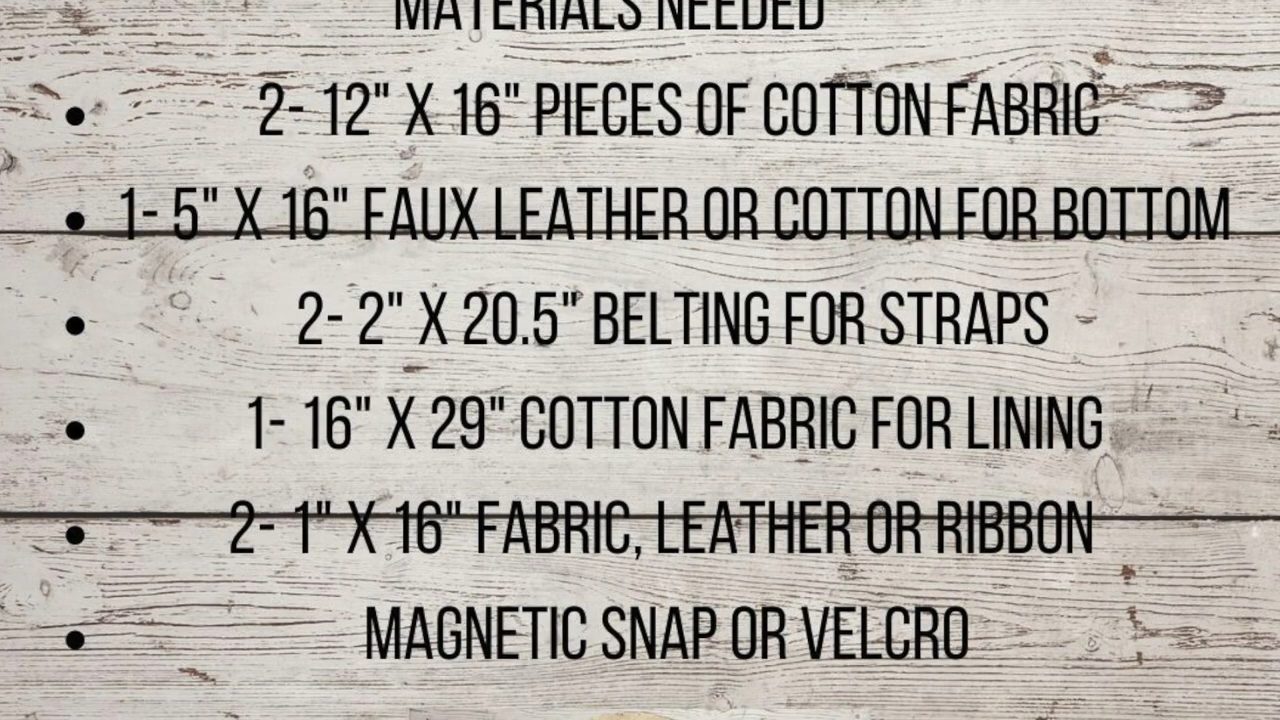 MATERIALS NEEDED
• 2- 12" X 16" PIECES OF COTTON FABRIC
• 1- 5" X 16" FAUX LEATHER OR COTTON FOR BOTTOM
• 2- 2" X 20.5" BELTING FOR STRAPS
• 1- 16" X 29" COTTON FABRIC FOR LINING
• 2- 1" X 16" FABRIC, LEATHER OR RIBBON
• MAGNETIC SNAP OR VELCRO